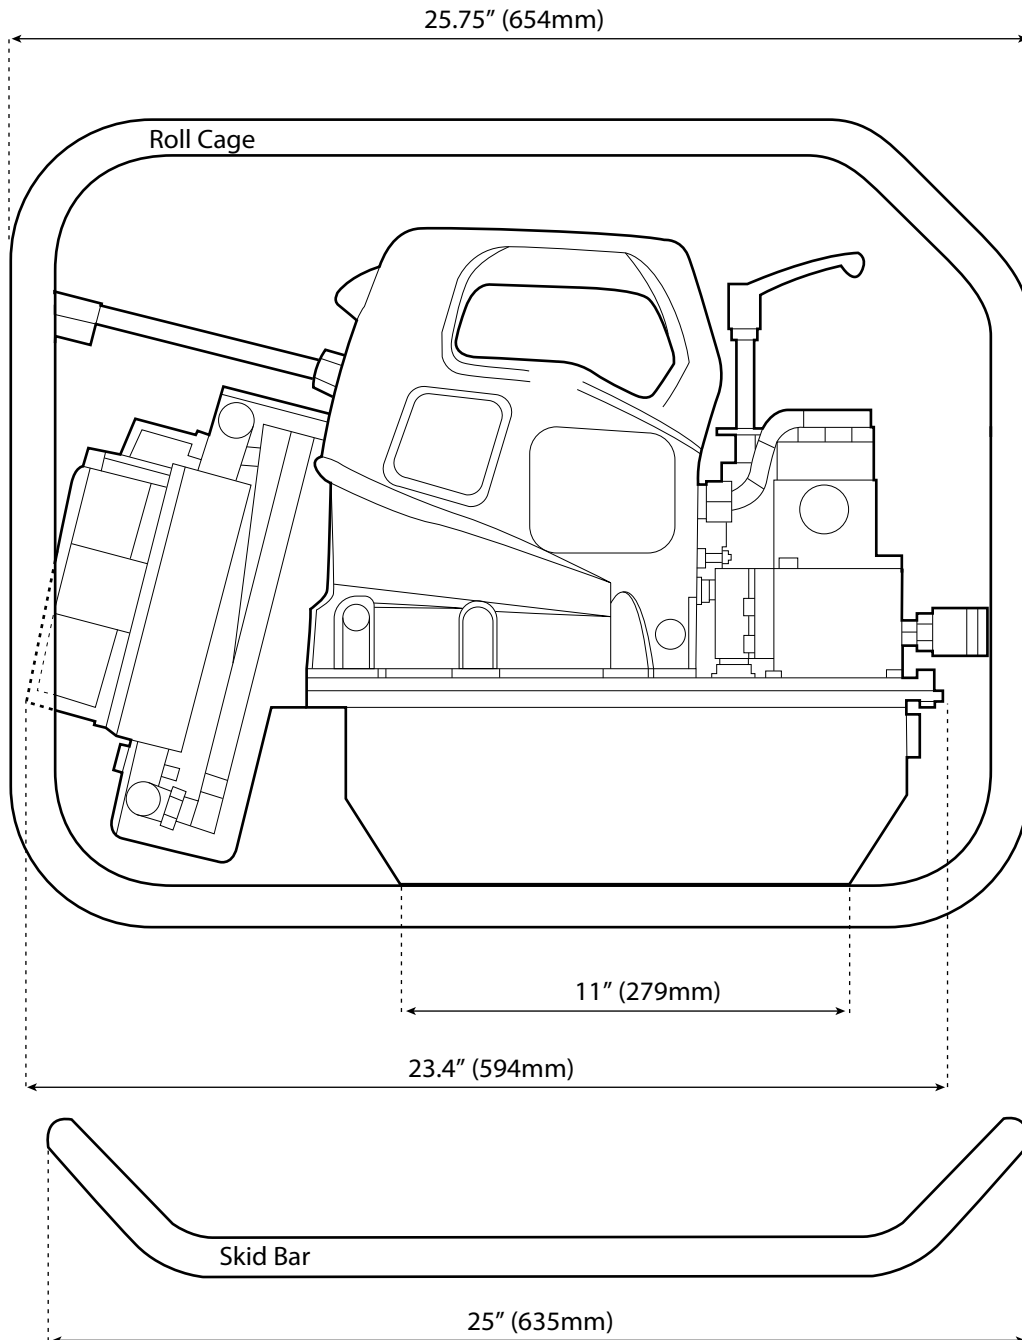 25.75” (654mm)
Roll Cage
11” (279mm)
23.4” (594mm)
Skid Bar
25” (635mm)